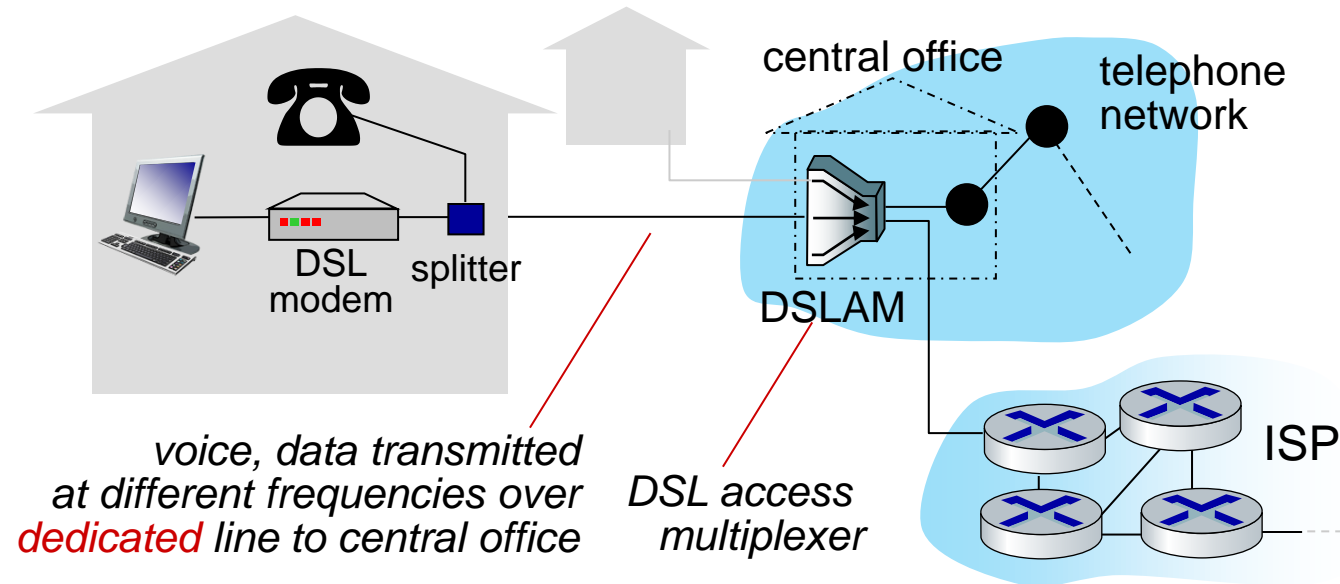 central office
telephone
network
DSL
modem
splitter
DSLAM
ISP
voice, data transmitted
at different frequencies over
dedicated line to central office
DSL access
multiplexer